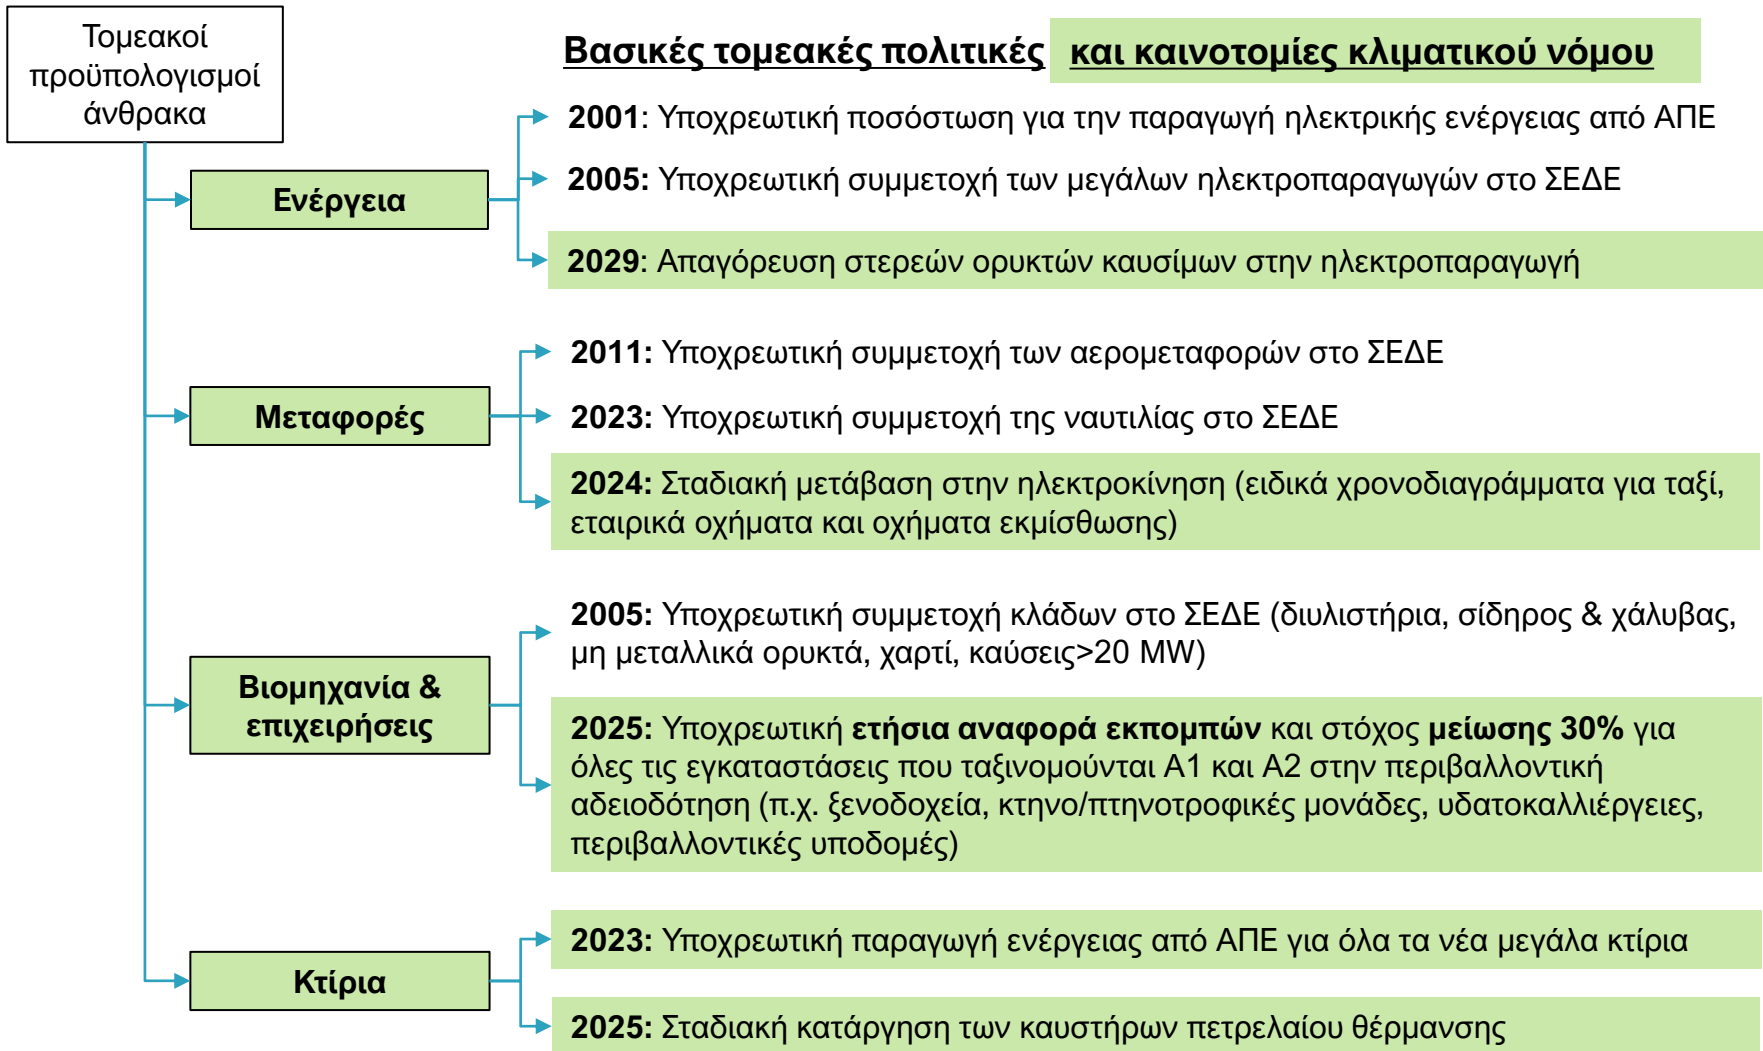 Τομεακοί
προϋπολογισμοί
άνθρακα
Βασικές τομεακές πολιτικές και καινοτομίες κλιματικού νόμου
Ενέργεια
2001: Υποχρεωτική ποσόστωση για την παραγωγή ηλεκτρικής ενέργειας από ΑΠΕ
2005: Υποχρεωτική συμμετοχή των μεγάλων ηλεκτροπαραγωγών στο ΣΕΔΕ
2029: Απαγόρευση στερεών ορυκτών καυσίμων στην ηλεκτροπαραγωγή
Μεταφορές
2011: Υποχρεωτική συμμετοχή των αερομεταφορών στο ΣΕΔΕ
2023: Υποχρεωτική συμμετοχή της ναυτιλίας στο ΣΕΔΕ
2024: Σταδιακή μετάβαση στην ηλεκτροκίνηση (ειδικά χρονοδιαγράμματα για ταξί,
εταιρικά οχήματα και οχήματα εκμίσθωσης)
Βιομηχανία &
επιχειρήσεις
2005: Υποχρεωτική συμμετοχή κλάδων στο ΣΕΔΕ (διυλιστήρια, σίδηρος & χάλυβας,
μη μεταλλικά ορυκτά, χαρτί, καύσεις>20 MW)
2025: Υποχρεωτική ετήσια αναφορά εκπομπών και στόχος μείωσης 30% για
όλες τις εγκαταστάσεις που ταξινομούνται Α1 και Α2 στην περιβαλλοντική
αδειοδότηση (π.χ. ξενοδοχεία, κτηνο/πτηνοτροφικές μονάδες, υδατοκαλλιέργειες,
περιβαλλοντικές υποδομές)
Κτίρια
2023: Υποχρεωτική παραγωγή ενέργειας από ΑΠΕ για όλα τα νέα μεγάλα κτίρια
2025: Σταδιακή κατάργηση των καυστήρων πετρελαίου θέρμανσης